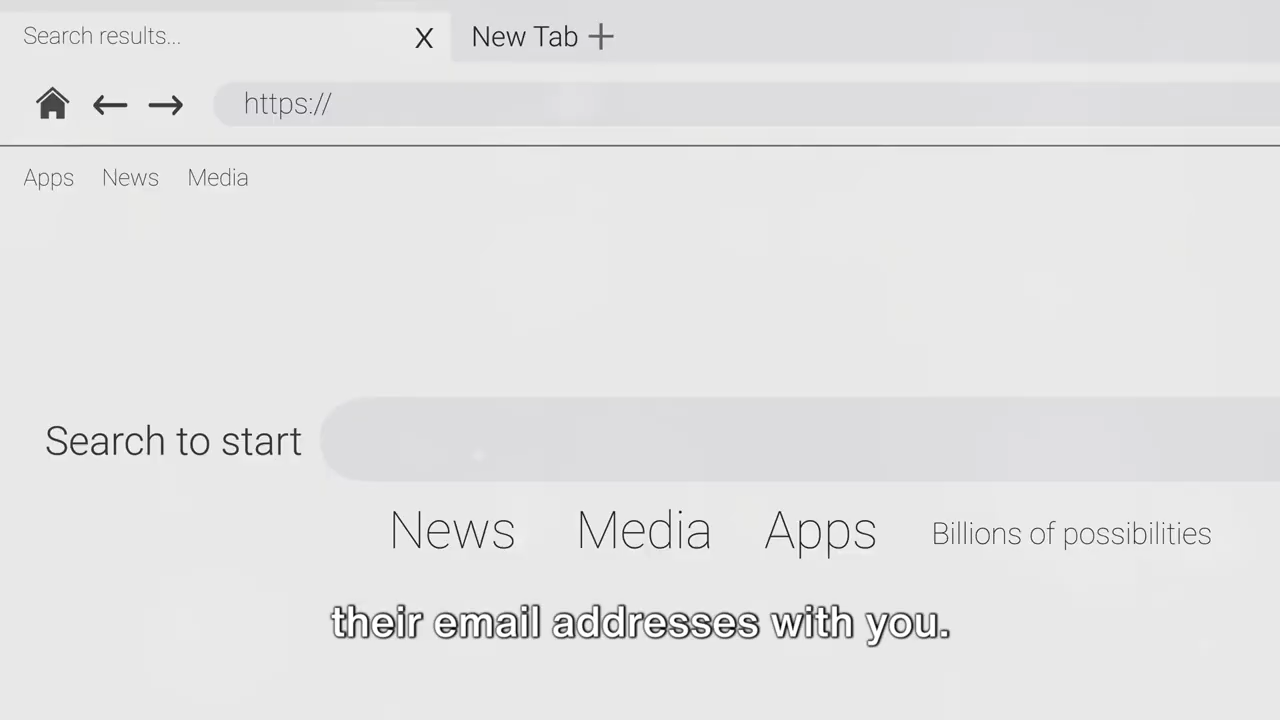 Search results... X New Tab +
https://
Apps News Media
Search to start
News Media Apps Billions of possibilities
their email addresses with you.